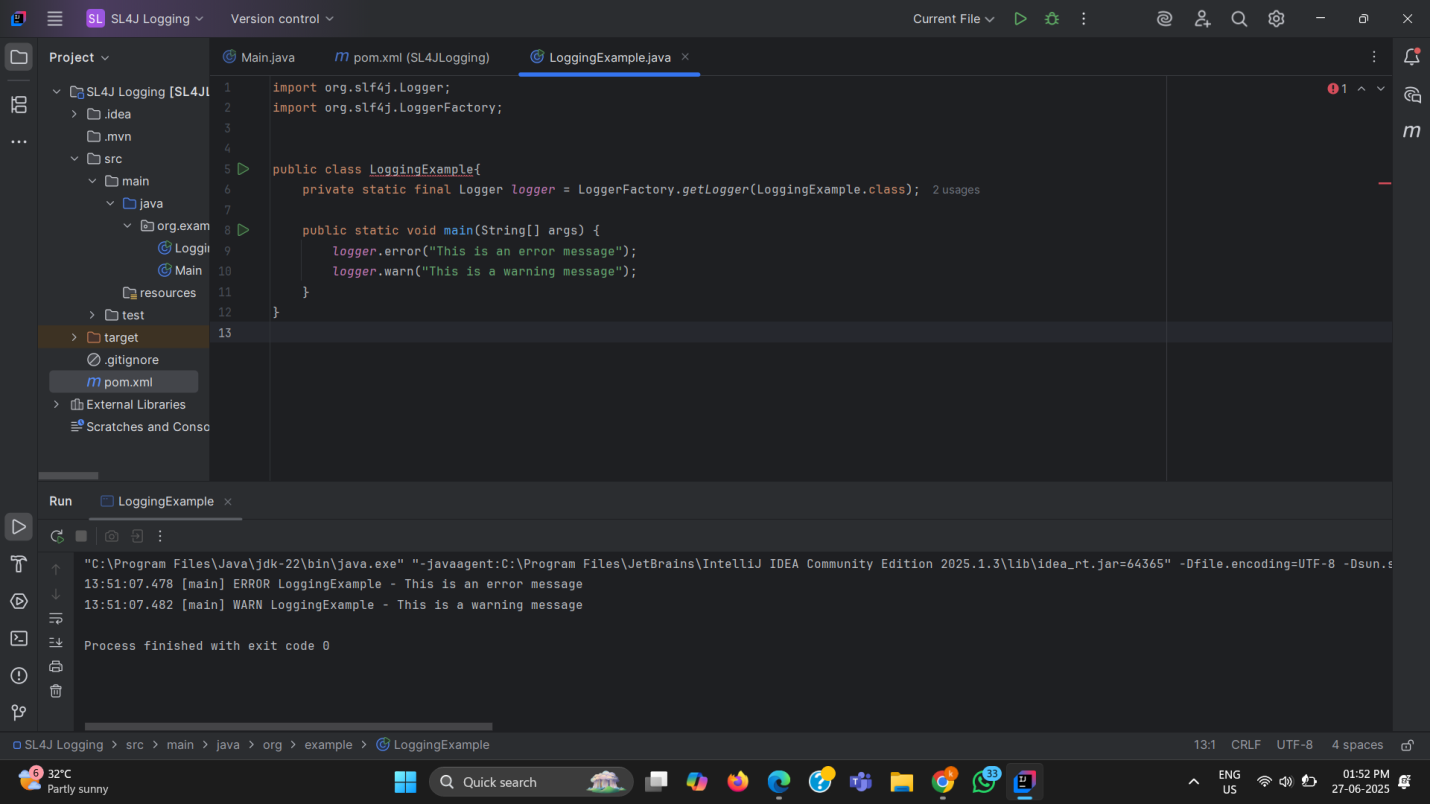 SL SL4J Logging Version control Current File
Project
Main.java pom.xml (SL4JLogging) LoggingExample.java
SL4J Logging [SL4JL
.idea
.mvn
src
main
java
org.exam
Loggin
Main
resources
test
target
.gitignore
pom.xml
External Libraries
Scratches and Conso
1 import org.slf4j.Logger;
2 import org.slf4j.LoggerFactory;
3
4
5 public class LoggingExample{
6 private static final Logger logger = LoggerFactory.getLogger(LoggingExample.class); 2 usages
7
8 public static void main(String[] args) {
9 logger.error("This is an error message");
10 logger.warn("This is a warning message");
11 }
12 }
13
1
m
Run LoggingExample
"C:\Program Files\Java\jdk-22\bin\java.exe" "-javaagent:C:\Program Files\JetBrains\IntelliJ IDEA Community Edition 2025.1.3\lib\idea_rt.jar=64365" -Dfile.encoding=UTF-8 -Dsun.s
13:51:07.478 [main] ERROR LoggingExample - This is an error message
13:51:07.482 [main] WARN LoggingExample - This is a warning message
Process finished with exit code 0
SL4J Logging > src > main > java > org > example > LoggingExample 13:1 CRLF UTF-8 4 spaces
6 32°C
Partly sunny
Quick search
33
ENG
US
01:52 PM
27-06-2025